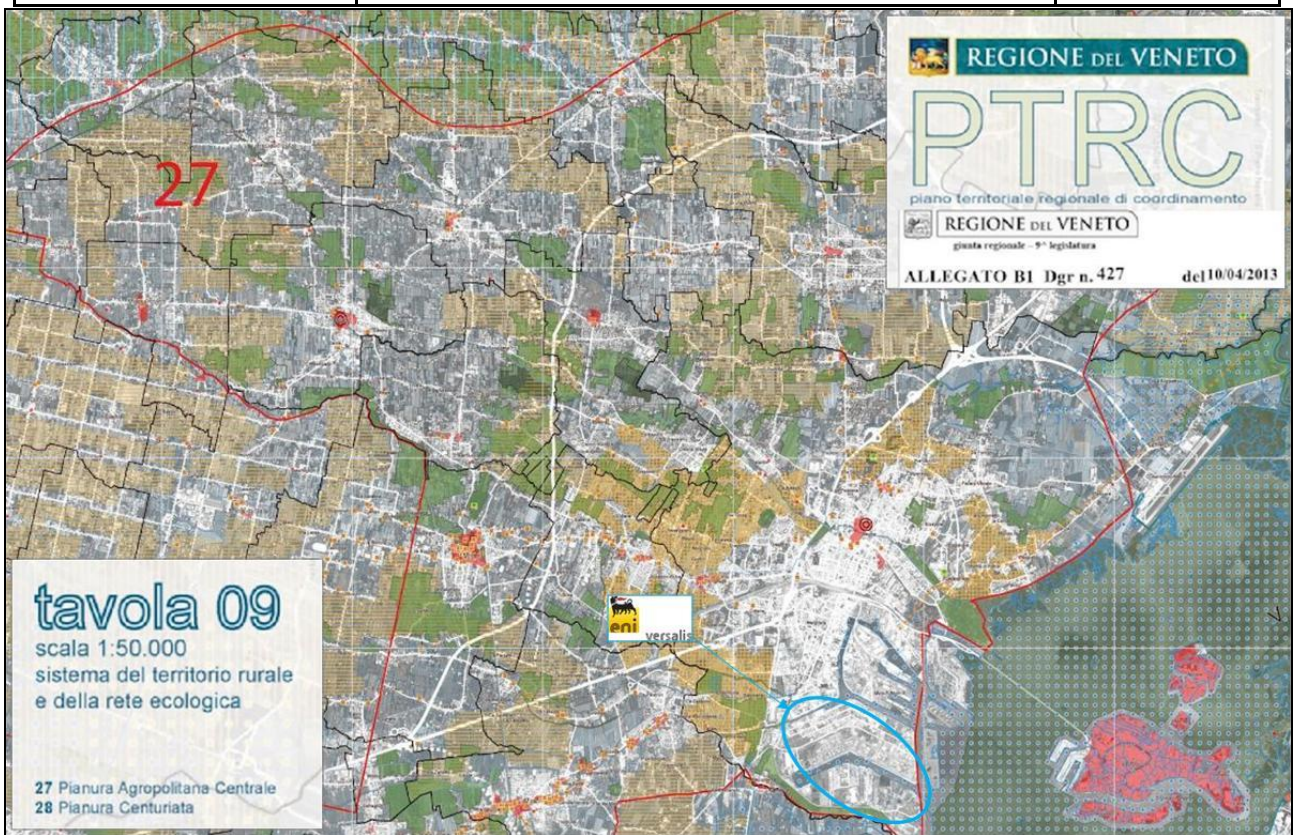 REGIONE DEL VENETO
PTRC
piano territoriale regionale di coordinamento
REGIONE DEL VENETO
giunta regionale – 9^ legislatura
ALLEGATO B1 Dgr n. 427 del 10/04/2013
27
eni
versalis
tavola 09
scala 1:50.000
sistema del territorio rurale
e della rete ecologica
27 Pianura Agropolitana Centrale
28 Pianura Centuriata